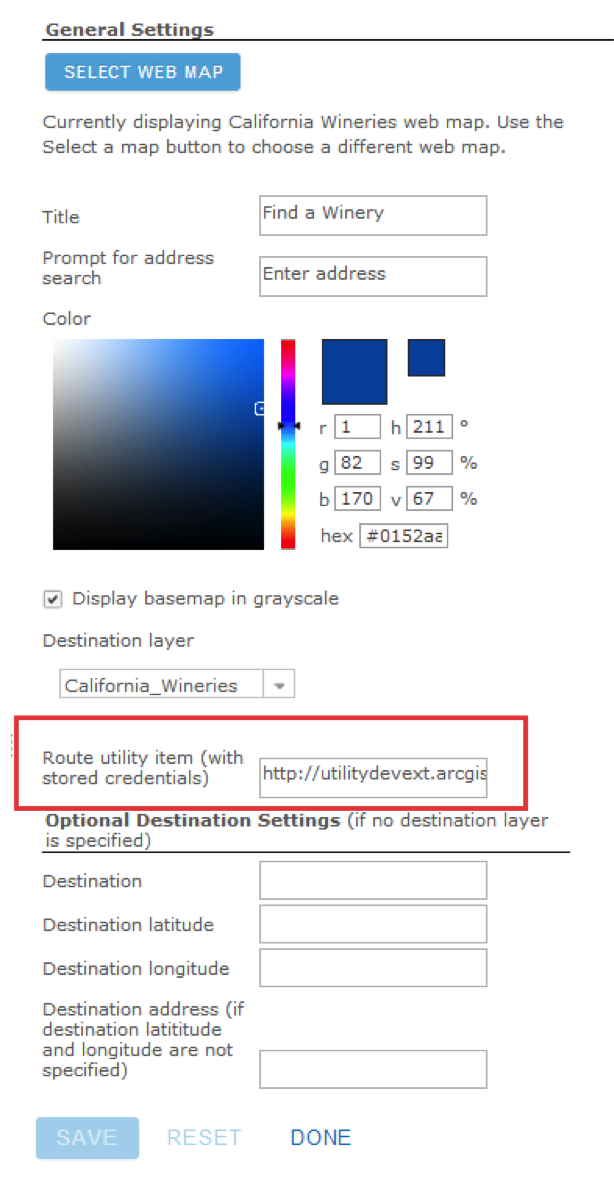 General Settings
SELECT WEB MAP
Currently displaying California Wineries web map. Use the
Select a map button to choose a different web map.
Title
Find a Winery
Prompt for address
search
Enter address
Color
r 1 h 211 °
g 82 s 99 %
b 170 v 67 %
hex #0152aa
Display basemap in grayscale
Destination layer
California_Wineries
Route utility item (with
stored credentials)
http://utilitydevext.arcgis
Optional Destination Settings (if no destination layer
is specified)
Destination
Destination latitude
Destination longitude
Destination address (if
destination latititude
and longitude are not
specified)
SAVE RESET DONE